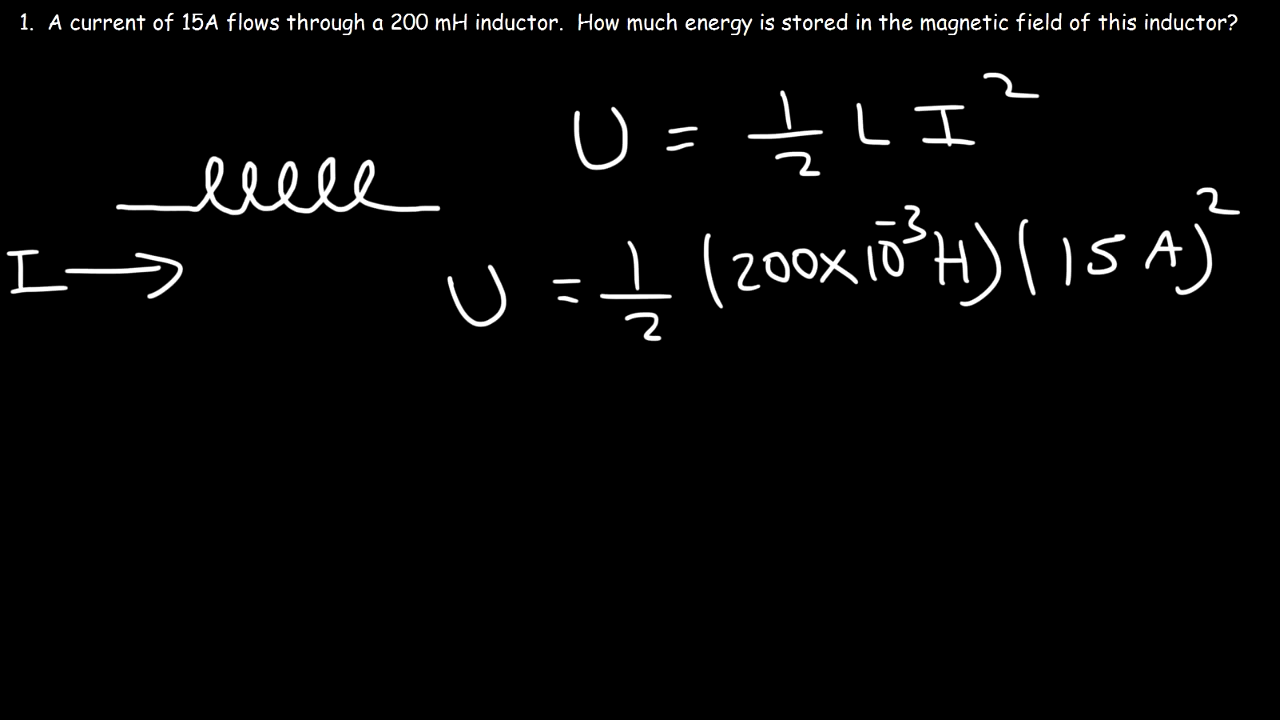 1. A current of 15A flows through a 200 mH inductor. How much energy is stored in the magnetic field of this inductor?
U = 1/2 L I²
I →
U = 1/2 (200x10⁻³ H) (15 A)²